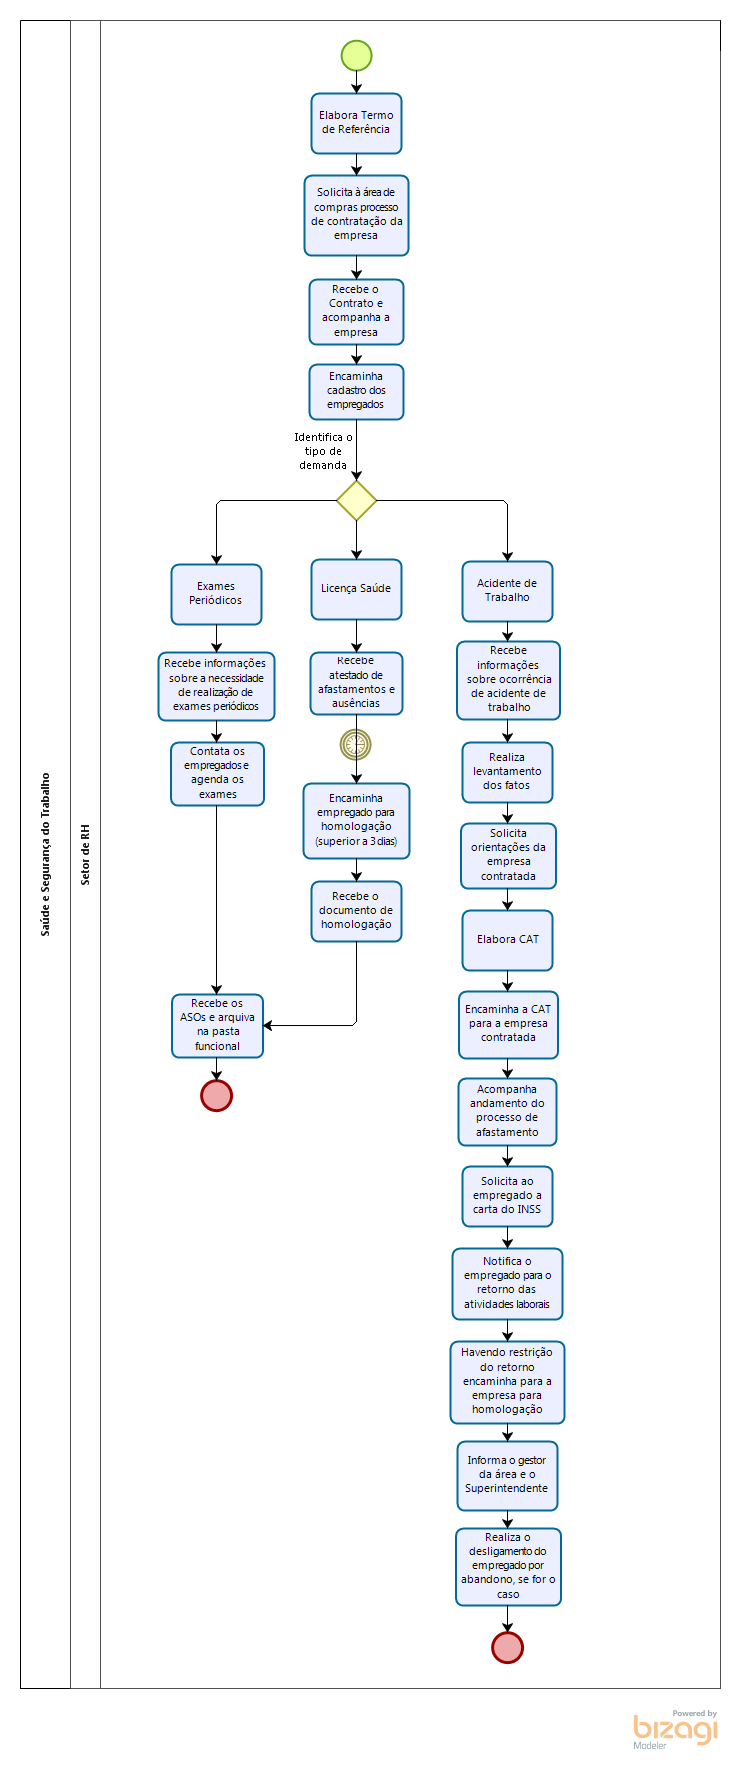 Saúde e Segurança do Trabalho
Setor de RH
Elabora Termo
de Referência
Solicita à área de
compras processo
de contratação da
empresa
Recebe o
Contrato e
acompanha a
empresa
Encaminha
cadastro dos
empregados
Identifica o
tipo de
demanda
Exames
Periódicos
Recebe informações
sobre a necessidade
de realização de
exames periódicos
Contata os
empregados e
agenda os
exames
Recebe os
ASOs e arquiva
na pasta
funcional
Licença Saúde
Recebe
atestado de
afastamentos e
ausências
Encaminha
empregado para
homologação
(superior a 3 dias)
Recebe o
documento de
homologação
Acidente de
Trabalho
Recebe
informações
sobre ocorrência
de acidente de
trabalho
Realiza
levantamento
dos fatos
Solicita
orientações da
empresa
contratada
Elabora CAT
Encaminha a CAT
para a empresa
contratada
Acompanha
andamento do
processo de
afastamento
Solicita ao
empregado a
carta do INSS
Notifica o
empregado para o
retorno das
atividades laborais
Havendo restrição
do retorno
encaminha para a
empresa para
homologação
Informa o gestor
da área e o
Superintendente
Realiza o
desligamento do
empregado por
abandono, se for o
caso
Powered by
bizagi
Modeler